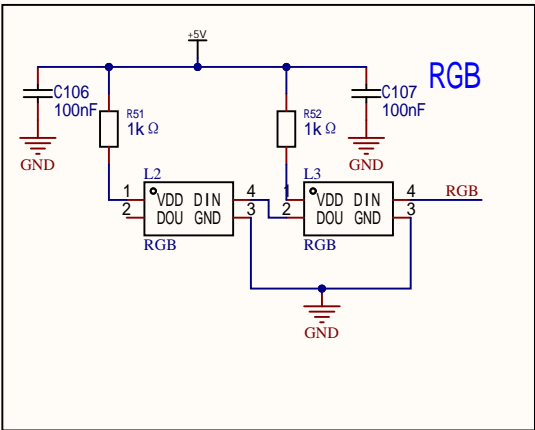 +5V
RGB
C106
100nF
R51
1kΩ
R52
1kΩ
C107
100nF
GND
GND
L2
1 VDD DIN 4
2 DOU GND 3
RGB
L3
1 VDD DIN 4
2 DOU GND 3
RGB
RGB
GND